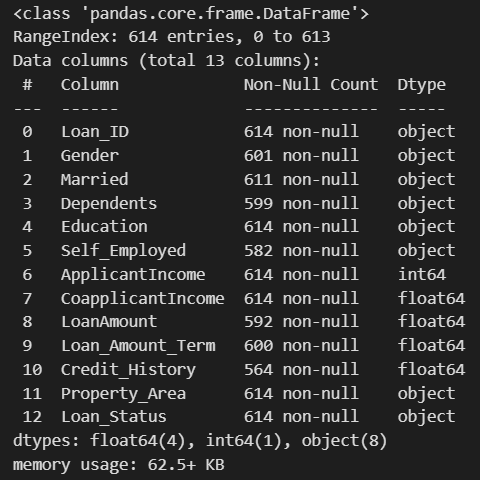 <class 'pandas.core.frame.DataFrame'>
RangeIndex: 614 entries, 0 to 613
Data columns (total 13 columns):
 #   Column             Non-Null Count  Dtype
---  ------             --------------  -----
 0   Loan_ID            614 non-null    object
 1   Gender             601 non-null    object
 2   Married            611 non-null    object
 3   Dependents         599 non-null    object
 4   Education          614 non-null    object
 5   Self_Employed      582 non-null    object
 6   ApplicantIncome    614 non-null    int64
 7   CoapplicantIncome  614 non-null    float64
 8   LoanAmount         592 non-null    float64
 9   Loan_Amount_Term   600 non-null    float64
 10  Credit_History     564 non-null    float64
 11  Property_Area      614 non-null    object
 12  Loan_Status        614 non-null    object
dtypes: float64(4), int64(1), object(8)
memory usage: 62.5+ KB